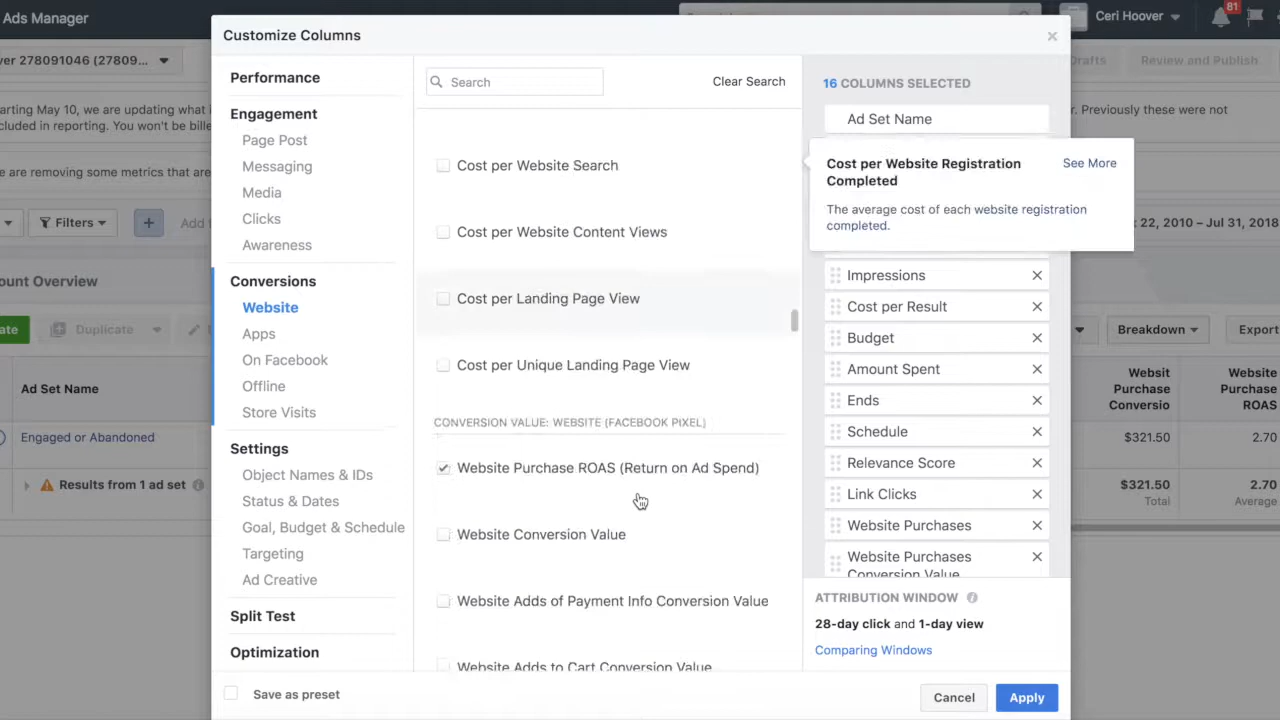 Ads Manager
Ceri Hoover
81
Customize Columns
ver 278091046 (27809...
Drafts
Review and Publish
arting May 10, we are updating what i
r. Previously these were not
cluded in reporting. You won't be bille
e are removing some metrics that are
Filters
Add
22, 2010 – Jul 31, 2018
ount Overview
ate
Duplicate
Breakdown
Export
Ad Set Name
Websit
Purchase
Conversio
Website
Purchase
ROAS
Engaged or Abandoned
$321.50
2.70
Results from 1 ad set
$321.50
Total
2.70
Average
Performance
Engagement
Page Post
Messaging
Media
Clicks
Awareness
Conversions
Website
Apps
On Facebook
Offline
Store Visits
Settings
Object Names & IDs
Status & Dates
Goal, Budget & Schedule
Targeting
Ad Creative
Split Test
Optimization
Search
Clear Search
Cost per Website Search
Cost per Website Content Views
Cost per Landing Page View
Cost per Unique Landing Page View
CONVERSION VALUE: WEBSITE (FACEBOOK PIXEL)
Website Purchase ROAS (Return on Ad Spend)
Website Conversion Value
Website Adds of Payment Info Conversion Value
Website Adds to Cart Conversion Value
16 COLUMNS SELECTED
Ad Set Name
Cost per Website Registration
Completed
See More
The average cost of each website registration
completed.
Impressions
Cost per Result
Budget
Amount Spent
Ends
Schedule
Relevance Score
Link Clicks
Website Purchases
Website Purchases
Conversion Value
ATTRIBUTION WINDOW
28-day click and 1-day view
Comparing Windows
Save as preset
Cancel
Apply